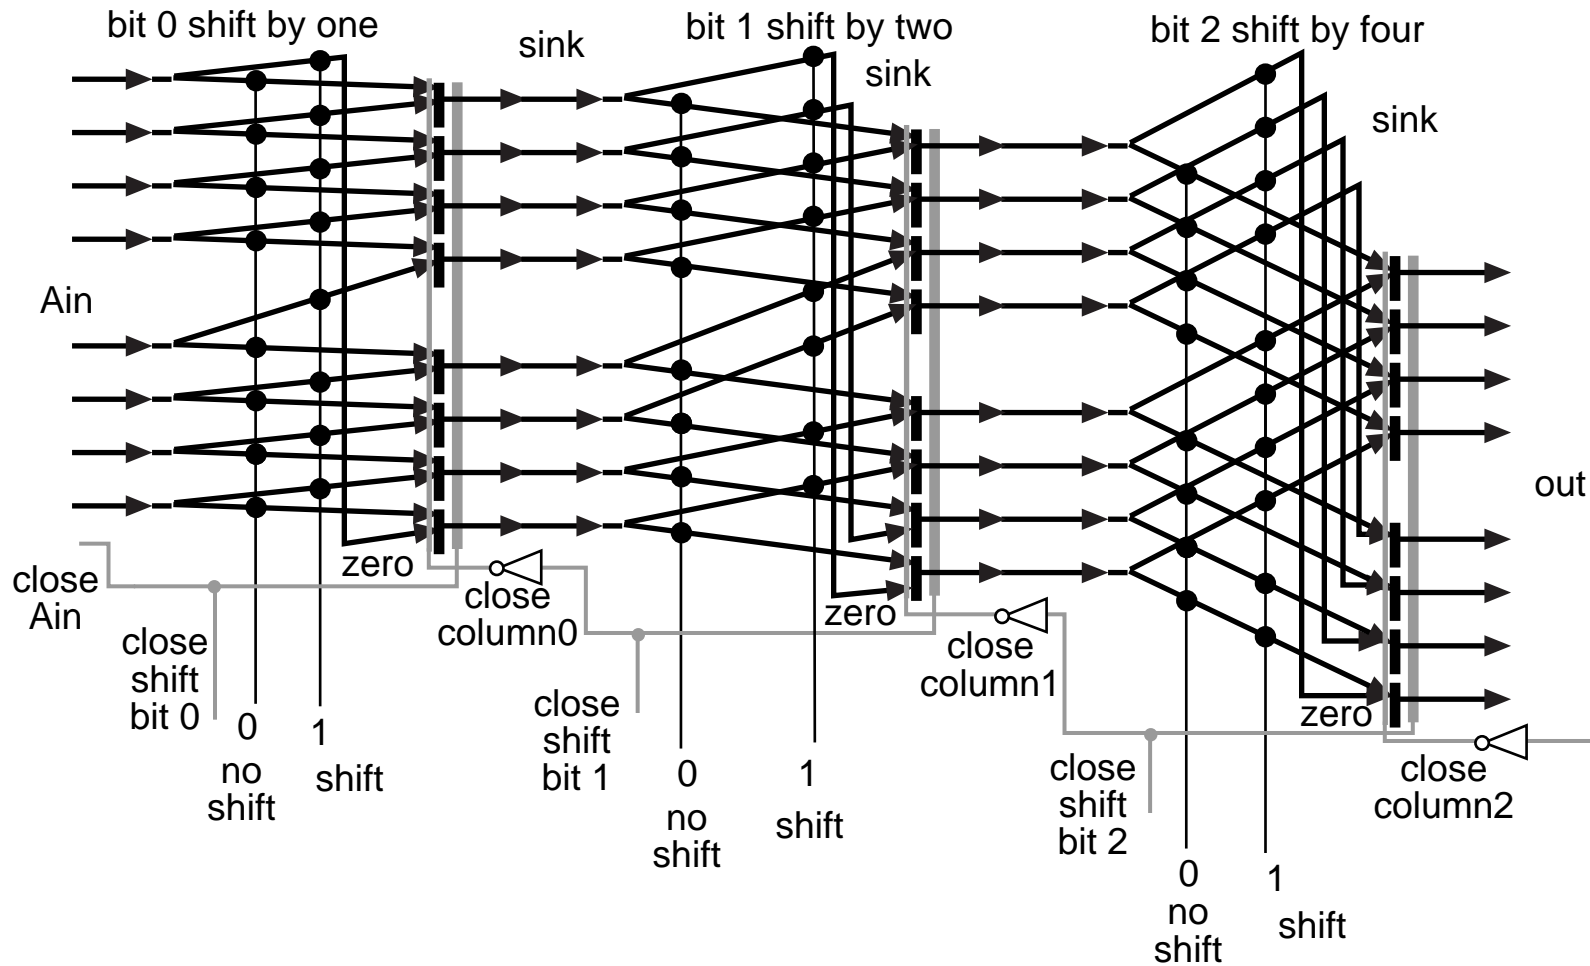 bit 0 shift by one
sink
bit 1 shift by two
sink
bit 2 shift by four
sink
Ain
out
close
Ain
zero
close
column0
close
shift
bit 0
0
no
shift
1
shift
zero
close
column1
close
shift
bit 1
0
no
shift
1
shift
zero
close
column2
close
shift
bit 2
0
no
shift
1
shift